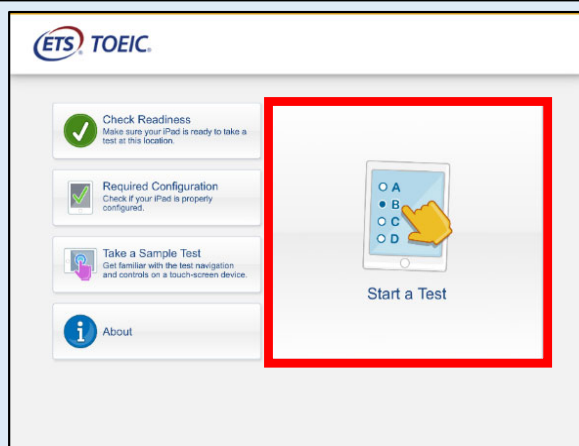 ETS TOEIC.
Check Readiness
Make sure your iPad is ready to take a
test at this location.
Required Configuration
Check if your iPad is properly
configured.
Take a Sample Test
Get familiar with the test navigation
and controls on a touch-screen device.
About
A
B
C
D
Start a Test